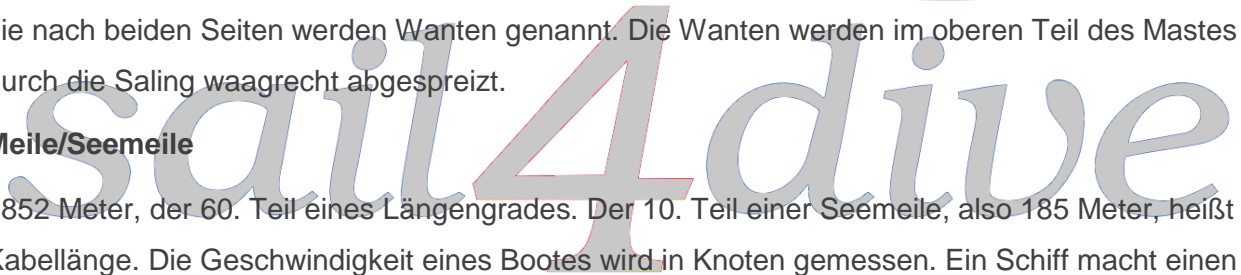 ie nach beiden Seiten werden Wanten genannt. Die Wanten werden im oberen Teil des Mastes
urch die Saling waagrecht abgespreizt.
Meile/Seemeile
852 Meter, der 60. Teil eines Längengrades. Der 10. Teil einer Seemeile, also 185 Meter, heißt
Kabellänge. Die Geschwindigkeit eines Bootes wird in Knoten gemessen. Ein Schiff macht einen
sail4dive